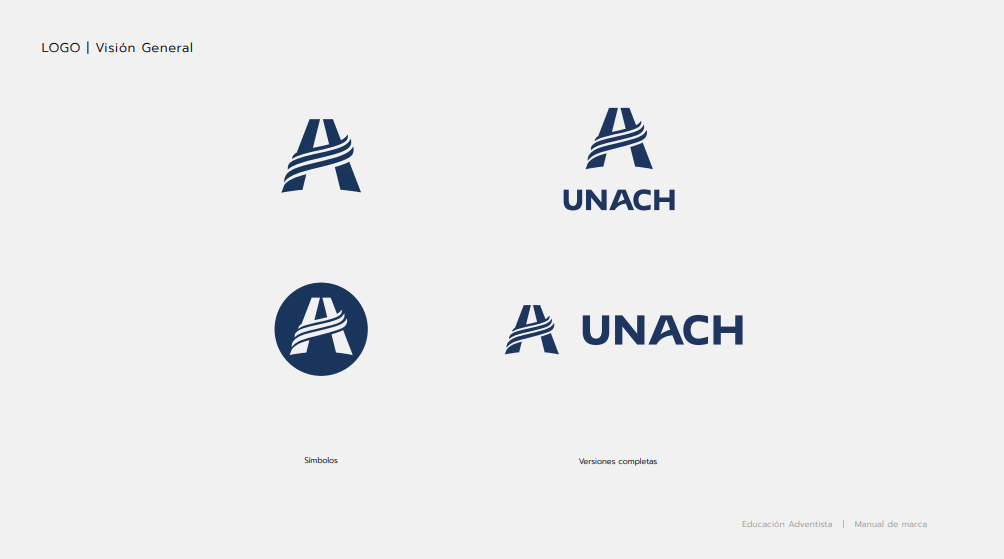 LOGO | Visión General
UNACH
UNACH
Símbolos
Versiones completas
Educación Adventista | Manual de marca